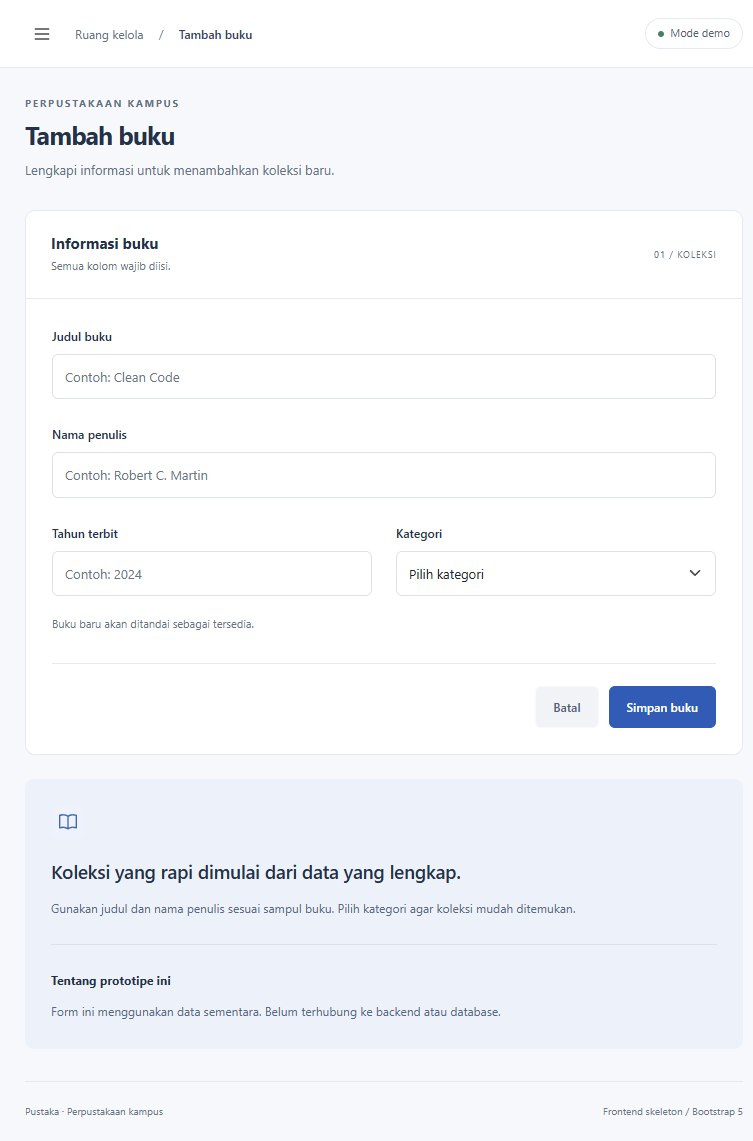 Ruang kelola / Tambah buku
Mode demo
PERPUSTAKAAN KAMPUS
Tambah buku
Lengkapi informasi untuk menambahkan koleksi baru.
Informasi buku
Semua kolom wajib diisi.
01 / KOLEKSI
Judul buku
Contoh: Clean Code
Nama penulis
Contoh: Robert C. Martin
Tahun terbit
Kategori
Contoh: 2024
Pilih kategori
Buku baru akan ditandai sebagai tersedia.
Batal
Simpan buku
Koleksi yang rapi dimulai dari data yang lengkap.
Gunakan judul dan nama penulis sesuai sampul buku. Pilih kategori agar koleksi mudah ditemukan.
Tentang prototipe ini
Form ini menggunakan data sementara. Belum terhubung ke backend atau database.
Pustaka · Perpustakaan kampus
Frontend skeleton / Bootstrap 5